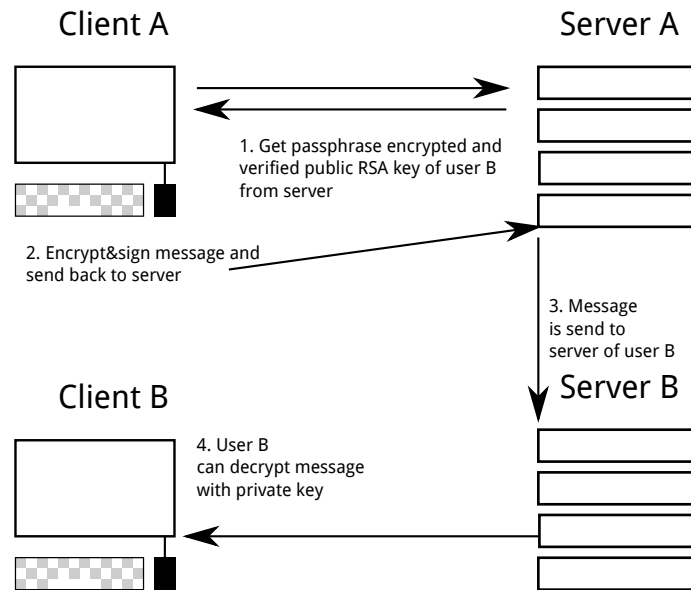 Client A
Server A
1. Get passphrase encrypted and
verified public RSA key of user B
from server
2. Encrypt&sign message and
send back to server
3. Message
is send to
server of user B
Client B
Server B
4. User B
can decrypt message
with private key